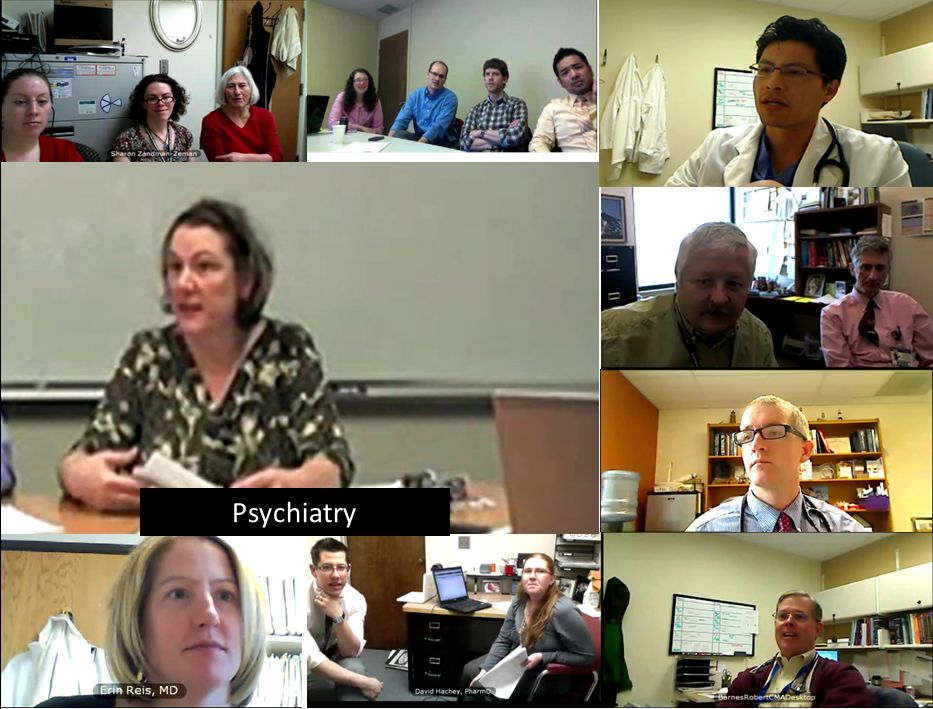 Sharon Zandman-Zeman
Psychiatry
Erin Reis, MD
David Hachey, PharmD
BarnesRobertCMADesktop